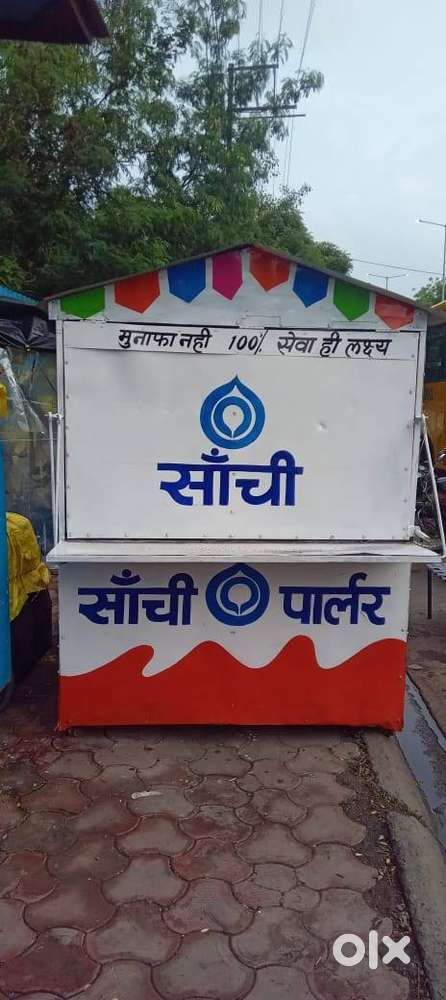 मुनाफा नही 100% सेवा ही लक्ष्य
साँची
साँची पार्लर
olx